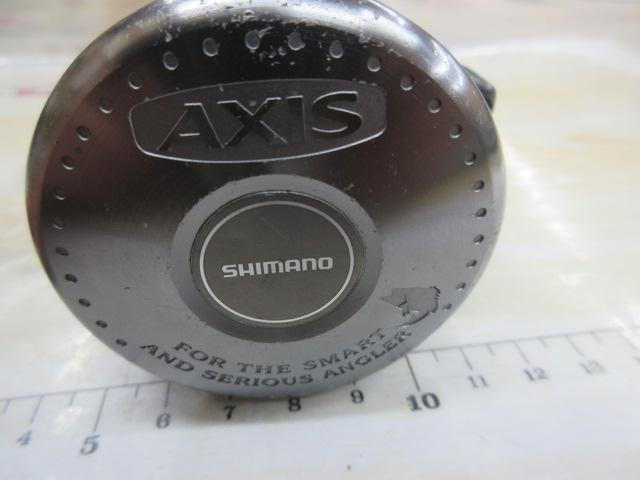 AXIS
SHIMANO
FOR THE SMART
AND SERIOUS ANGLER
4 5 6 7 8 9 10 11 12 13